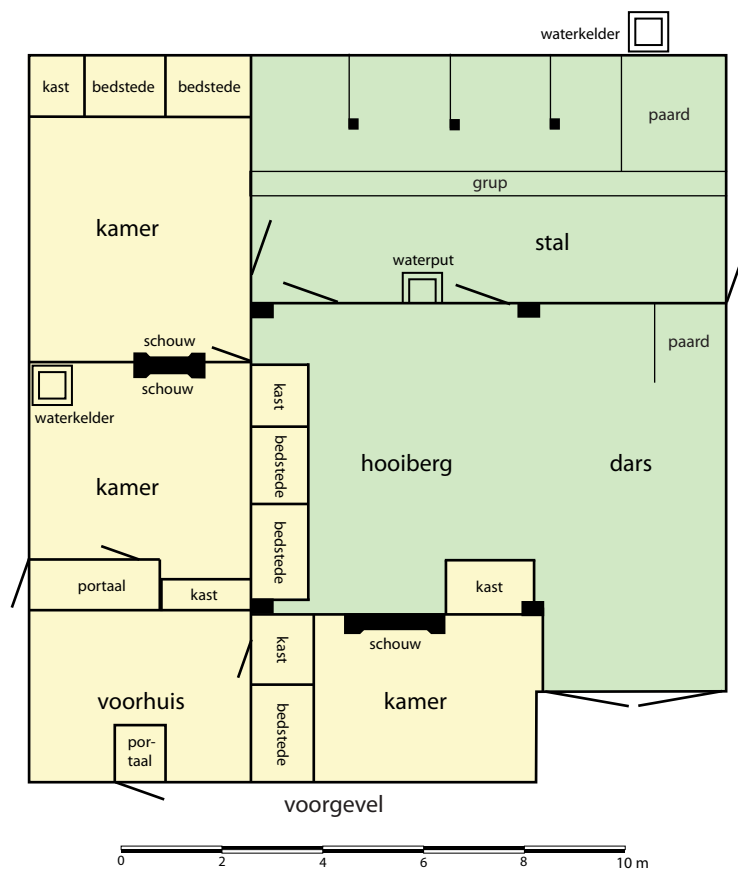 waterkelder
kast bedstede bedstede
paard
grup
kamer
stal
waterput
schouw
paard
schouw
kast
waterkelder
bedstede
hooiberg
dars
kamer
bedstede
portaal
kast
kast
kast
schouw
voorhuis
kamer
bedstede
por-
taal
voorgevel
0 2 4 6 8 10 m